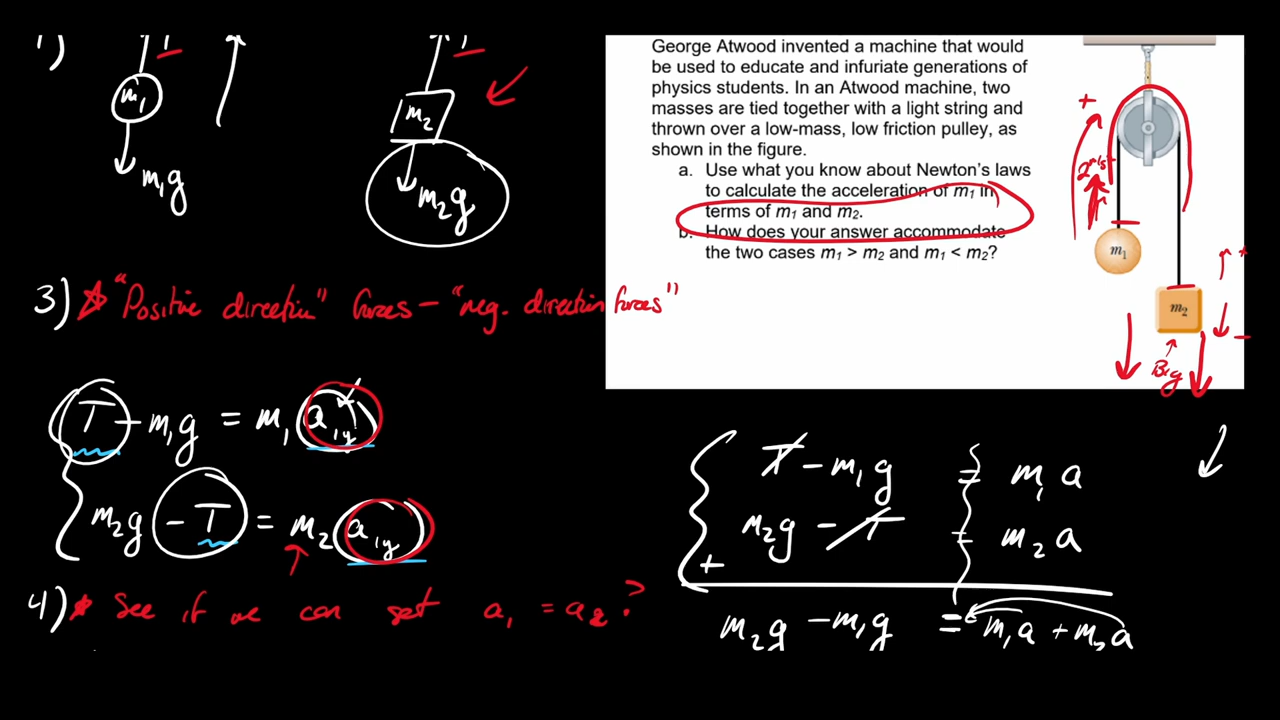 1)
T
T
m₁
m₂
m₁g
m₂g
George Atwood invented a machine that would
be used to educate and infuriate generations of
physics students. In an Atwood machine, two
masses are tied together with a light string and
thrown over a low-mass, low friction pulley, as
shown in the figure.
a. Use what you know about Newton's laws
to calculate the acceleration of m₁ in
terms of m₁ and m₂.
b. How does your answer accommodate
the two cases m₁ > m₂ and m₁ < m₂?
+
m₁
m₂
+
-
Big
3) "Positive direction" forces - "neg. direction forces"
T - m₁g = m₁ a₁y
m₂g - T = m₂ a₁y
4) See if we can set a₁ = a₂?
T - m₁g = m₁a
m₂g - T = m₂a
+
m₂g - m₁g = m₁a + m₂a